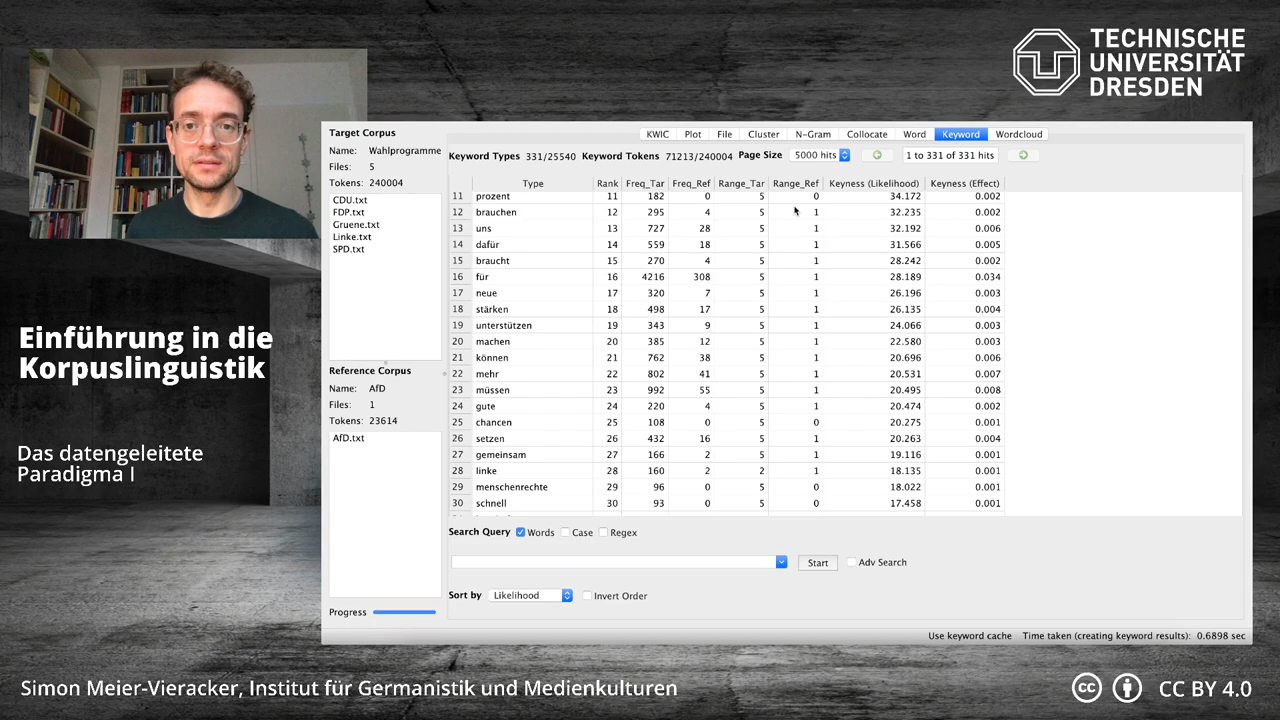 TECHNISCHE
UNIVERSITÄT
DRESDEN
Einführung in die
Korpuslinguistik
Das datengeleitete
Paradigma I
Target Corpus
Name: Wahlprogramme
Files: 5
Tokens: 240004
CDU.txt
FDP.txt
Gruene.txt
Linke.txt
SPD.txt
Reference Corpus
Name: AfD
Files: 1
Tokens: 23614
AfD.txt
Progress
KWIC Plot File Cluster N-Gram Collocate Word Keyword Wordcloud
Keyword Types 331/25540 Keyword Tokens 71213/240004 Page Size 5000 hits 1 to 331 of 331 hits
Type Rank Freq_Tar Freq_Ref Range_Tar Range_Ref Keyness (Likelihood) Keyness (Effect)
11 prozent 11 182 0 5 0 34.172 0.002
12 brauchen 12 295 4 5 1 32.235 0.002
13 uns 13 727 28 5 1 32.192 0.006
14 dafür 14 559 18 5 1 31.566 0.005
15 braucht 15 270 4 5 1 28.242 0.002
16 für 16 4216 308 5 1 28.189 0.034
17 neue 17 320 7 5 1 26.196 0.003
18 stärken 18 498 17 5 1 26.135 0.004
19 unterstützen 19 343 9 5 1 24.066 0.003
20 machen 20 385 12 5 1 22.580 0.003
21 können 21 762 38 5 1 20.696 0.006
22 mehr 22 802 41 5 1 20.531 0.007
23 müssen 23 992 55 5 1 20.495 0.008
24 gute 24 220 4 5 1 20.474 0.002
25 chancen 25 108 0 5 0 20.275 0.001
26 setzen 26 432 16 5 1 20.263 0.004
27 gemeinsam 27 166 2 5 1 19.116 0.001
28 linke 28 160 2 2 1 18.135 0.001
29 menschenrechte 29 96 0 5 0 18.022 0.001
30 schnell 30 93 0 5 0 17.458 0.001
Search Query Words Case Regex
Start Adv Search
Sort by Likelihood Invert Order
Use keyword cache Time taken (creating keyword results): 0.6898 sec
Simon Meier-Vieracker, Institut für Germanistik und Medienkulturen
cc CC BY 4.0